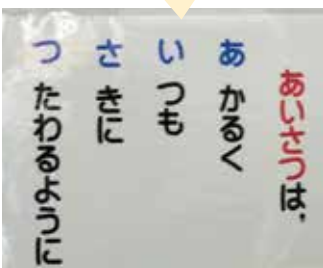 あいさつは、
あかるく
いつも
さきに
つたわるように